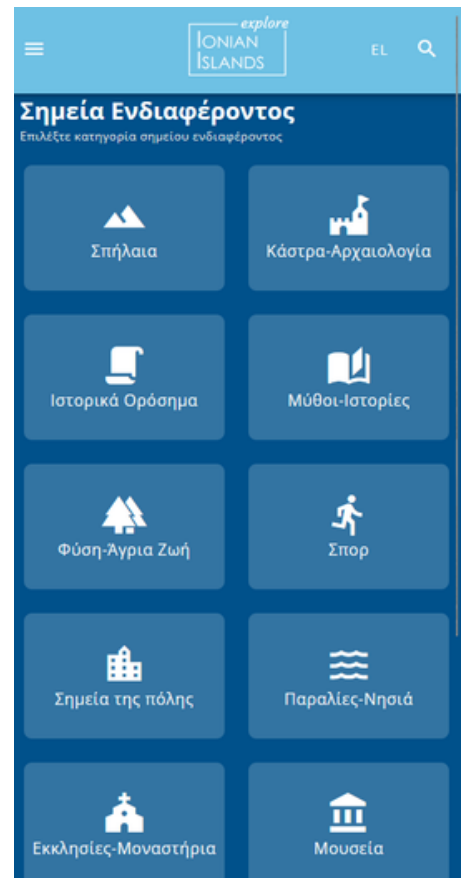 explore
IONIAN
ISLANDS
EL
Σημεία Ενδιαφέροντος
Επιλέξτε κατηγορία σημείου ενδιαφέροντος
Σπήλαια
Κάστρα-Αρχαιολογία
Ιστορικά Ορόσημα
Μύθοι-Ιστορίες
Φύση-Άγρια Ζωή
Σπορ
Σημεία της πόλης
Παραλίες-Νησιά
Εκκλησίες-Μοναστήρια
Μουσεία